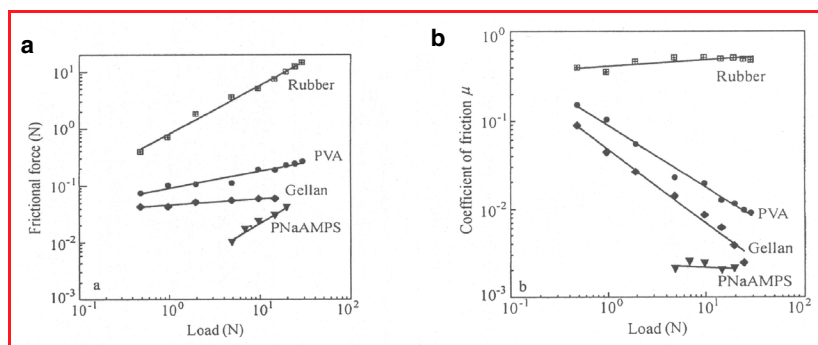 a
Frictional force (N)
10¹
10⁰
10⁻¹
10⁻²
10⁻³
Rubber
PVA
Gellan
PNaAMPS
a
10⁻¹ 10⁰ 10¹ 10²
Load (N)
b
Coefficient of friction μ
10⁰
10⁻¹
10⁻²
10⁻³
Rubber
PVA
Gellan
PNaAMPS
b
10⁻¹ 10⁰ 10¹ 10²
Load (N)